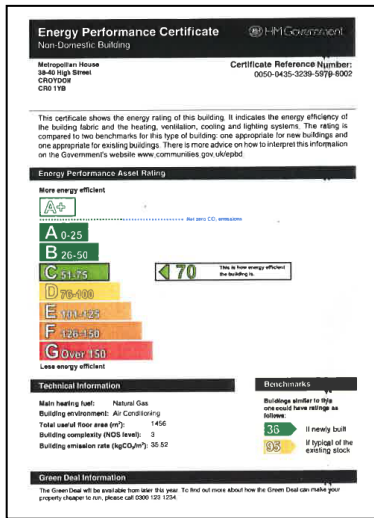 Energy Performance Certificate
HM Government
Non-Domestic Building
Metropolitan House
38-40 High Street
CROYDON
CR0 1YB
Certificate Reference Number:
0050-0435-3239-5979-8002
This certificate shows the energy rating of this building. It indicates the energy efficiency of
the building fabric and the heating, ventilation, cooling and lighting systems. The rating is
compared to two benchmarks for this type of building: one appropriate for new buildings and
one appropriate for existing buildings. There is more advice on how to interpret this information
on the Government's website www.communities.gov.uk/epbd.
Energy Performance Asset Rating
More energy efficient
A+
Net zero CO₂ emissions
A 0-25
B 26-50
C 51-75
70
This is how energy efficient
the building is.
D 76-100
E 101-125
F 126-150
G Over 150
Less energy efficient
Technical Information
Main heating fuel: Natural Gas
Building environment: Air Conditioning
Total useful floor area (m²): 1456
Building complexity (NOS level): 3
Building emission rate (kgCO₂/m²): 35.52
Benchmarks
Buildings similar to this
one could have ratings as
follows:
36 If newly built
95 If typical of the
existing stock
Green Deal Information
The Green Deal will be available from later this year. To find out more about how the Green Deal can make your
property cheaper to run, please call 0300 123 1234.